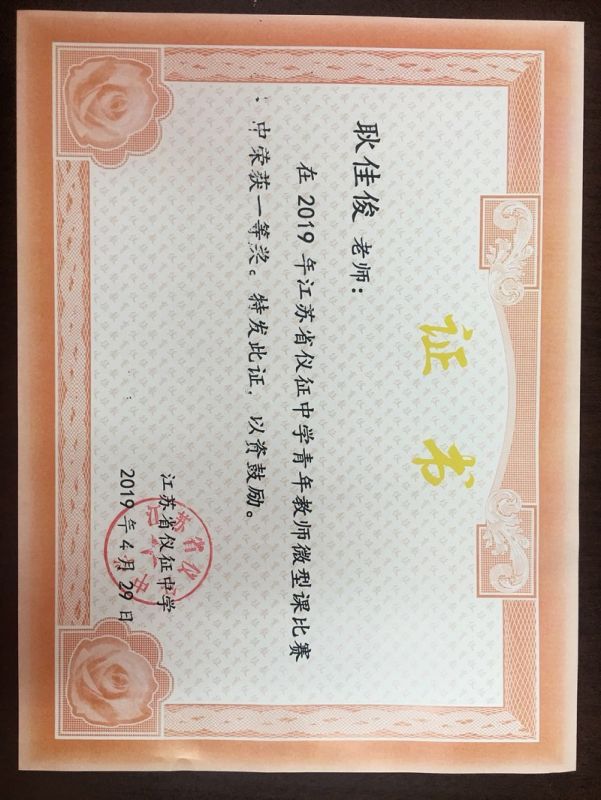 证书
耿佳俊 老师：
在 2019 年江苏省仪征中学青年教师微型课比赛
中荣获一等奖。特发此证，以资鼓励。
江苏省仪征中学
2019 年 4 月 29 日